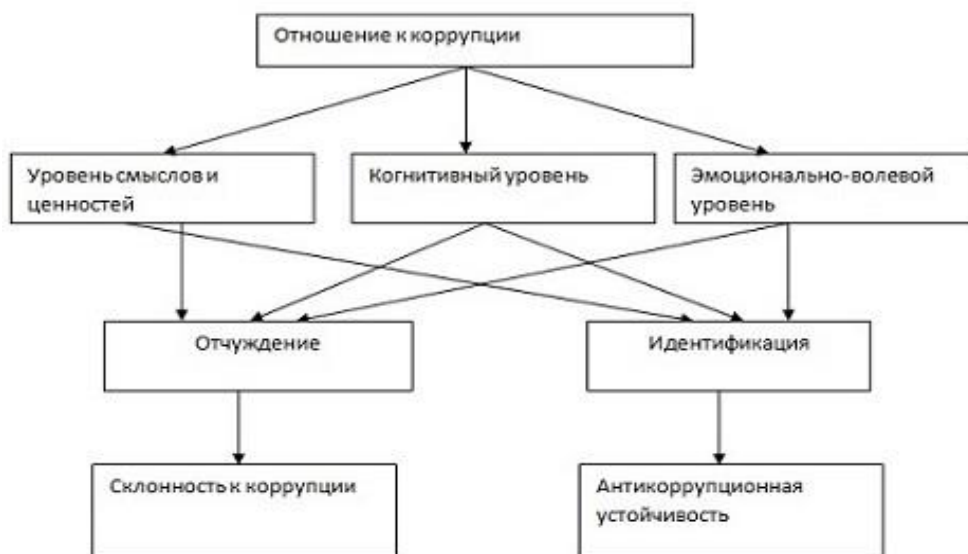 Отношение к коррупции
Уровень смыслов и
ценностей
Когнитивный уровень
Эмоционально-волевой
уровень
Отчуждение
Идентификация
Склонность к коррупции
Антикоррупционная
устойчивость